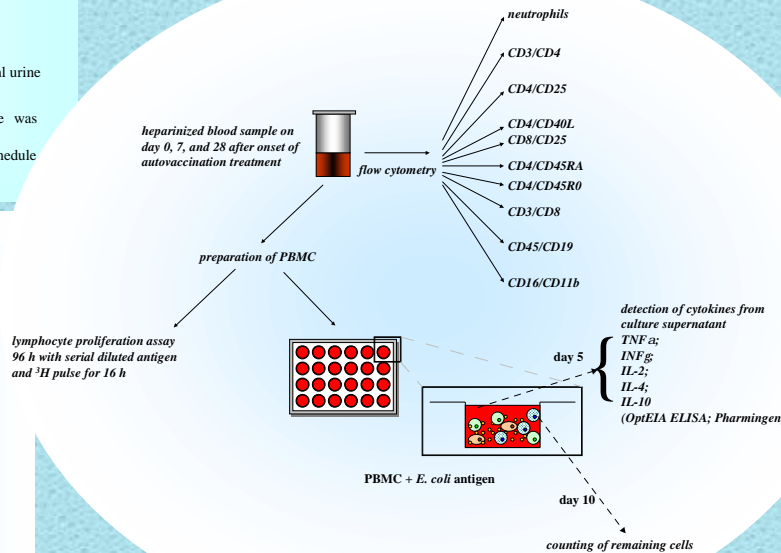 l urine
e was
hedule
neutrophils
CD3/CD4
CD4/CD25
CD4/CD40L
CD8/CD25
CD4/CD45RA
CD4/CD45R0
CD3/CD8
CD45/CD19
CD16/CD11b
heparinized blood sample on
day 0, 7, and 28 after onset of
autovaccination treatment
flow cytometry
preparation of PBMC
lymphocyte proliferation assay
96 h with serial diluted antigen
and ³H pulse for 16 h
detection of cytokines from
culture supernatant
TNFa;
INFg;
IL-2;
IL-4;
IL-10
(OptEIA ELISA; Pharmingen
day 5
PBMC + E. coli antigen
day 10
counting of remaining cells